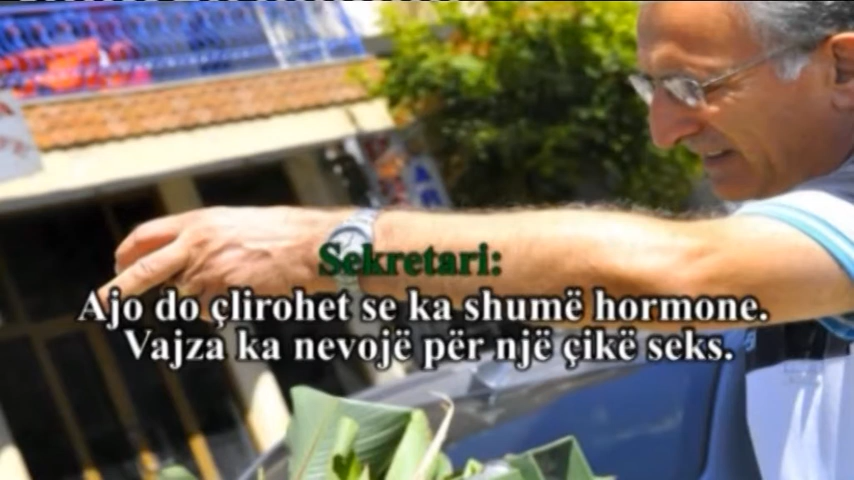 Sekretari:
Ajo do çlirohet se ka shumë hormone.
Vajza ka nevojë për një çikë seks.